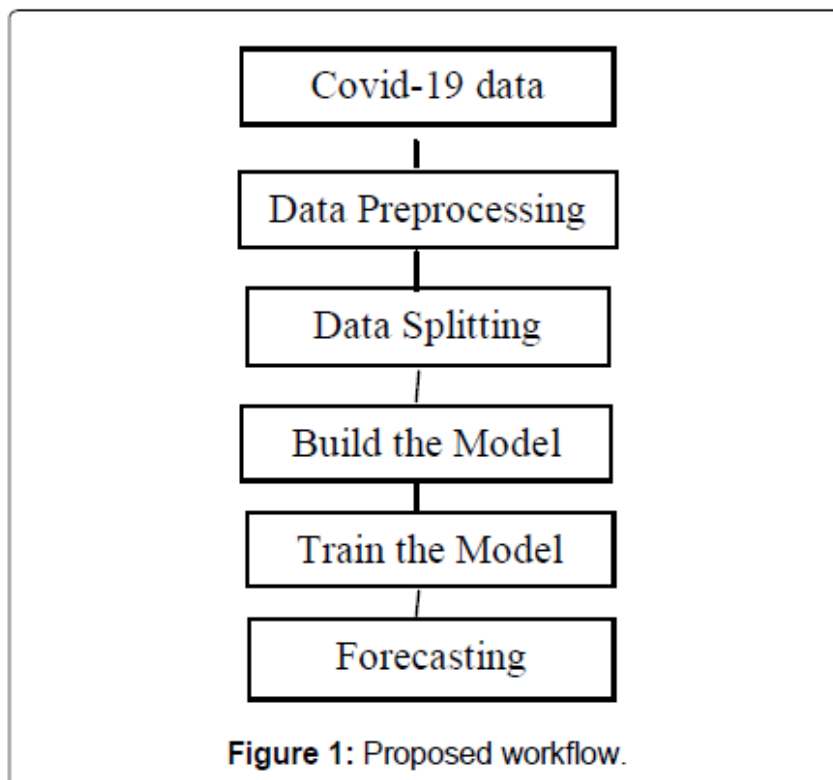 Covid-19 data
Data Preprocessing
Data Splitting
Build the Model
Train the Model
Forecasting
Figure 1: Proposed workflow.